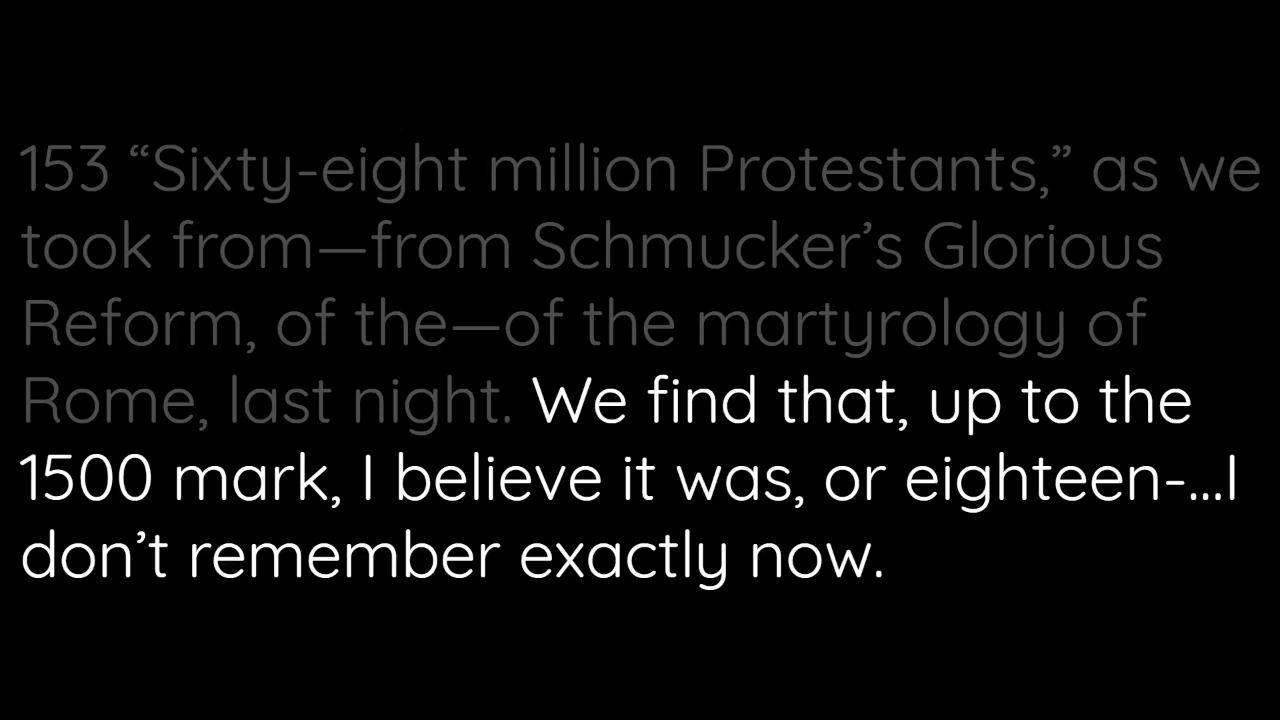 153 “Sixty-eight million Protestants,” as we
took from—from Schmucker’s Glorious
Reform, of the—of the martyrology of
Rome, last night. We find that, up to the
1500 mark, I believe it was, or eighteen-...I
don’t remember exactly now.